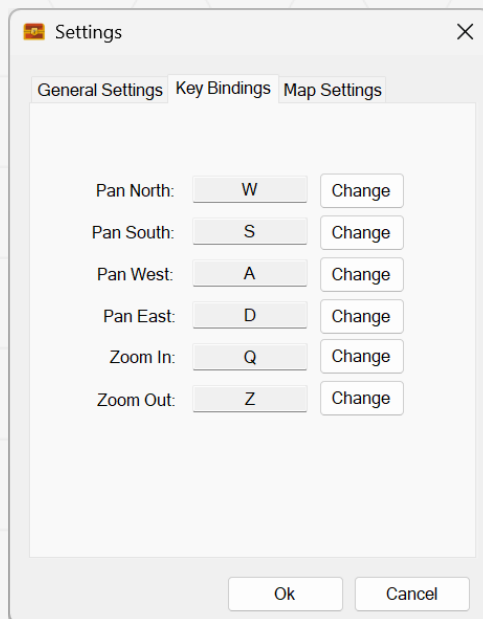 Settings
General Settings Key Bindings Map Settings
Pan North: W Change
Pan South: S Change
Pan West: A Change
Pan East: D Change
Zoom In: Q Change
Zoom Out: Z Change
Ok Cancel